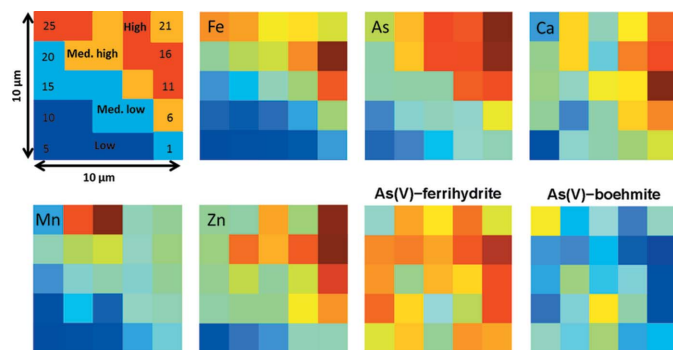 25 High 21
20 Med. high 16
15 11
10 Med. low 6
5 Low 1
10 μm
10 μm
Fe
As
Ca
Mn
Zn
As(V)−ferrihydrite
As(V)−boehmite